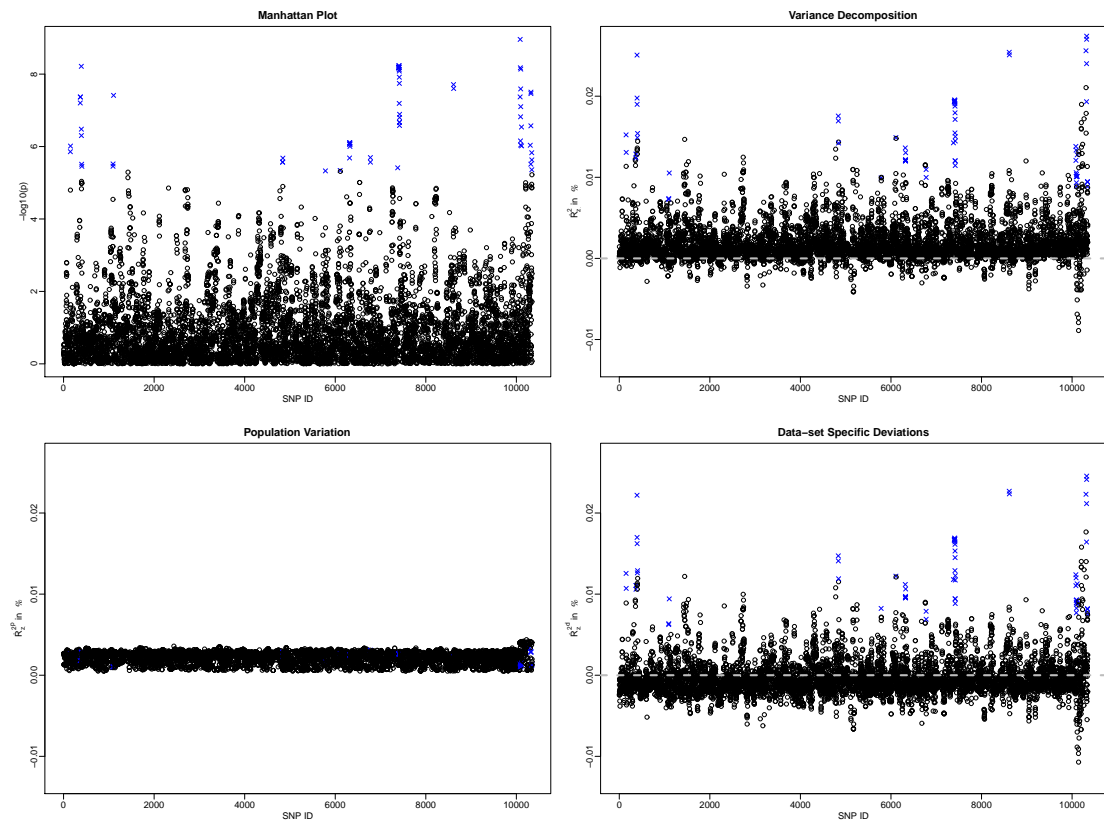 Manhattan Plot
−log10(p)
8
6
4
2
0
0 2000 4000 6000 8000 10000
SNP ID
Variance Decomposition
R²z in %
0.02
0.01
0.00
−0.01
0 2000 4000 6000 8000 10000
SNP ID
Population Variation
R²ᵖz in %
0.02
0.01
0.00
−0.01
0 2000 4000 6000 8000 10000
SNP ID
Data−set Specific Deviations
R²ᵈz in %
0.02
0.01
0.00
−0.01
0 2000 4000 6000 8000 10000
SNP ID